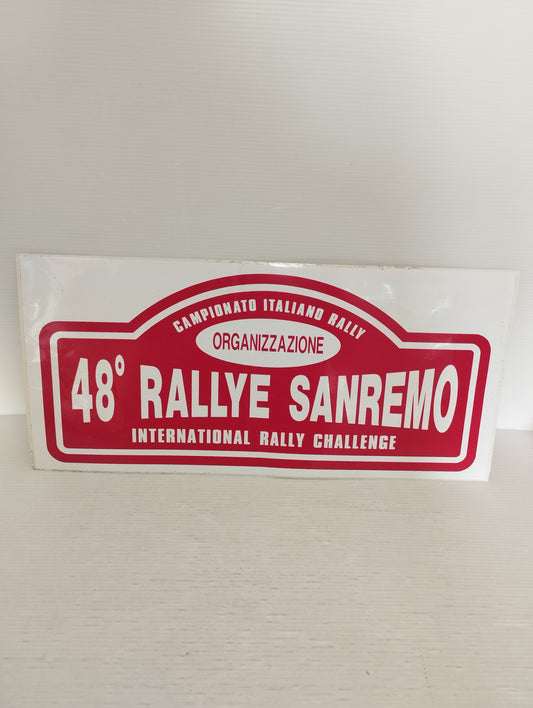 CAMPIONATO ITALIANO RALLY
ORGANIZZAZIONE
48° RALLYE SANREMO
INTERNATIONAL RALLY CHALLENGE